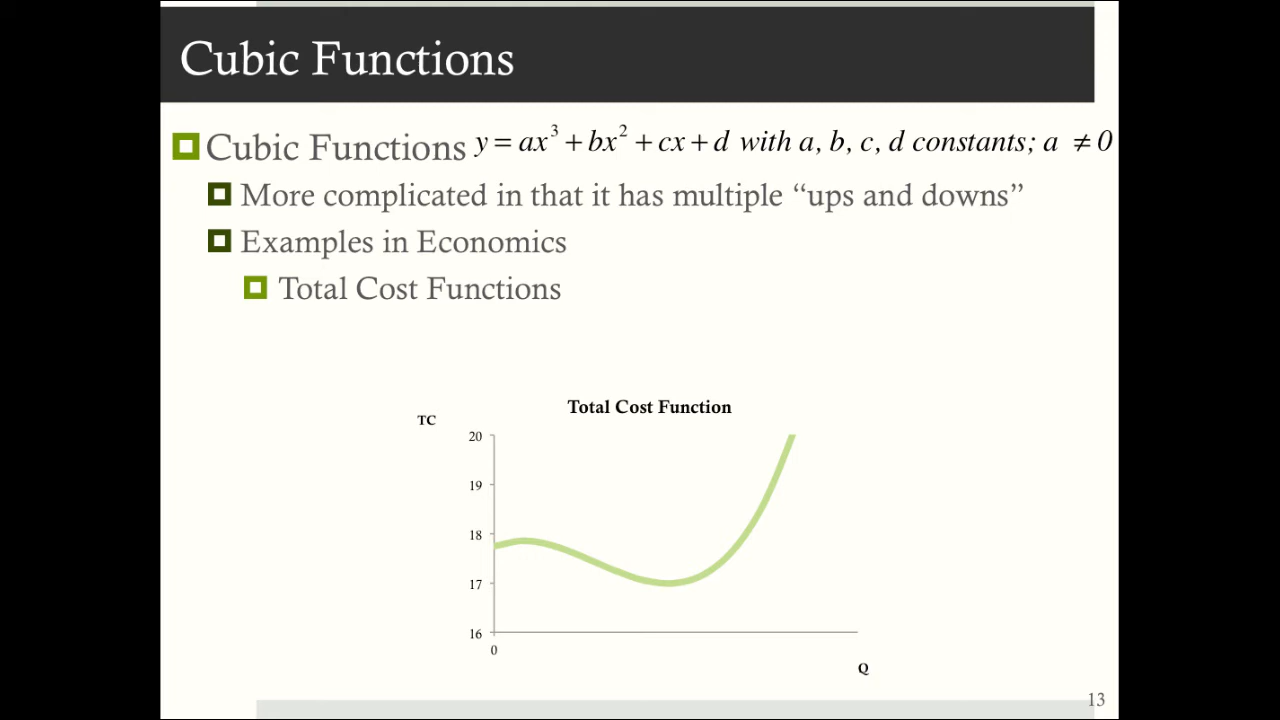 Cubic Functions
Cubic Functions y = ax³ + bx² + cx + d with a, b, c, d constants; a ≠ 0
More complicated in that it has multiple “ups and downs”
Examples in Economics
Total Cost Functions
Total Cost Function
TC
20
19
18
17
16
0
Q
13